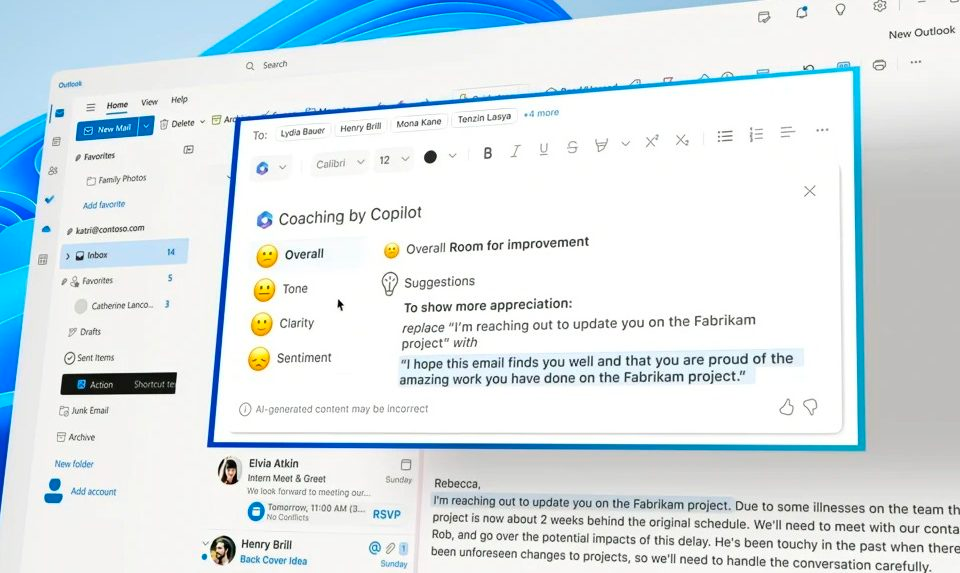 New Outlook
Outlook
Search
Home View Help
New Mail
Delete
Favorites
Family Photos
Add favorite
katri@contoso.com
Inbox 14
Favorites 5
Catherine Lanco... 3
Drafts
Sent Items
Action Shortcut
Junk Email
Archive
New folder
Add account
To: Lydia Bauer Henry Brill Mona Kane Tenzin Lasya +4 more
Calibri 12 B I U S X² X₂
Coaching by Copilot
Overall
Tone
Clarity
Sentiment
Overall Room for improvement
Suggestions
To show more appreciation:
replace “I’m reaching out to update you on the Fabrikam
project” with
“I hope this email finds you well and that you are proud of the
amazing work you have done on the Fabrikam project.”
AI-generated content may be incorrect
Elvia Atkin
Intern Meet & Greet Sunday
We look forward to meeting our...
Tomorrow, 11:00 AM (3... RSVP
No Conflicts
Henry Brill @ 1
Back Cover Idea Sunday
Rebecca,
I'm reaching out to update you on the Fabrikam project. Due to some illnesses on the team
project is now about 2 weeks behind the original schedule. We'll need to meet with our
Rob, and go over the potential impacts of this delay. He's been touchy in the past when
been unforeseen changes to projects, so we'll need to handle the conversation carefully.